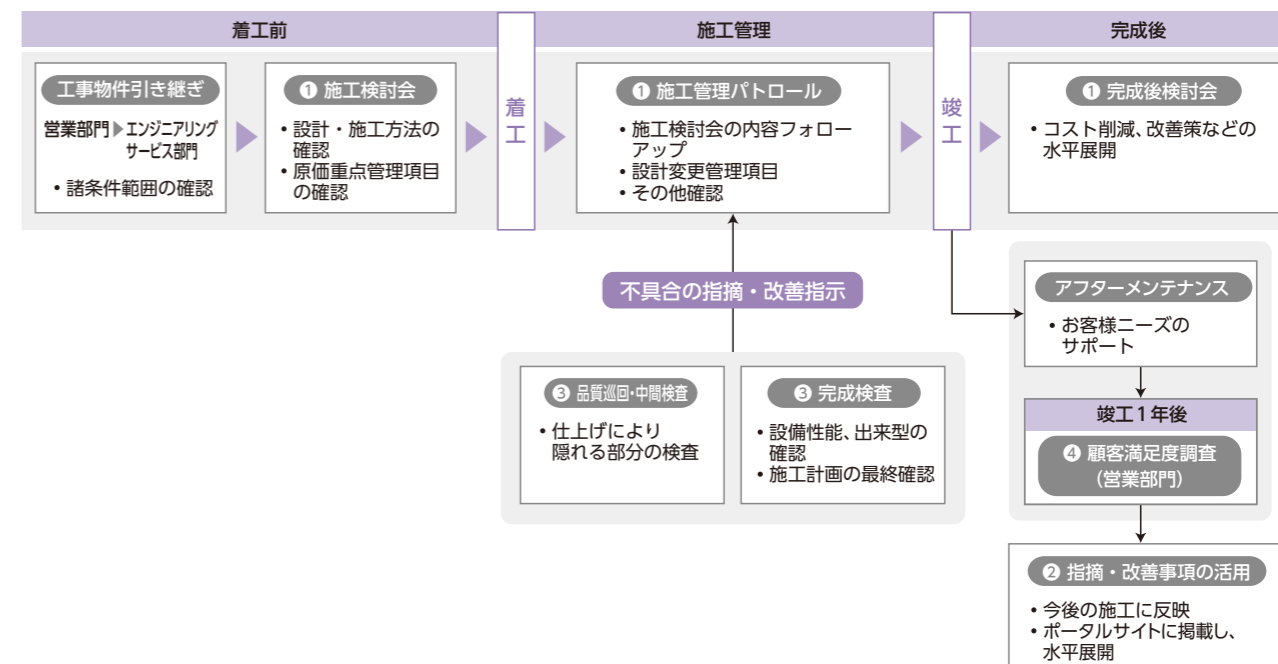 着工前
工事物件引き継ぎ
営業部門▶エンジニアリング
サービス部門
• 諸条件範囲の確認
❶ 施工検討会
• 設計・施工方法の
確認
• 原価重点管理項目
の確認
着工
施工管理
❶ 施工管理パトロール
• 施工検討会の内容フォロー
アップ
• 設計変更管理項目
• その他確認
不具合の指摘・改善指示
❸ 品質巡回・中間検査
• 仕上げにより
隠れる部分の検査
❸ 完成検査
• 設備性能、出来型の
確認
• 施工計画の最終確認
竣工
完成後
❶ 完成後検討会
• コスト削減、改善策などの
水平展開
アフターメンテナンス
• お客様ニーズの
サポート
竣工1年後
❹ 顧客満足度調査
(営業部門)
❷ 指摘・改善事項の活用
• 今後の施工に反映
• ポータルサイトに掲載し、
水平展開